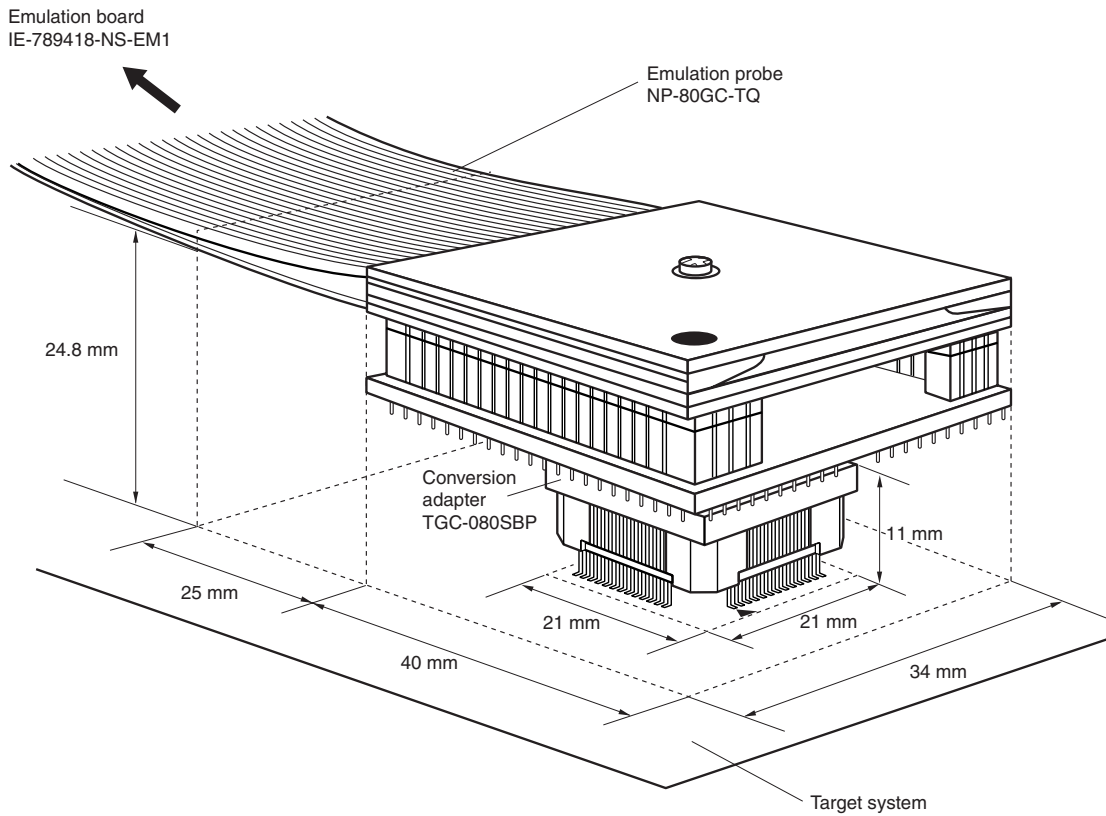 Emulation board
IE-789418-NS-EM1
Emulation probe
NP-80GC-TQ
24.8 mm
Conversion
adapter
TGC-080SBP
11 mm
25 mm
21 mm
21 mm
40 mm
34 mm
Target system